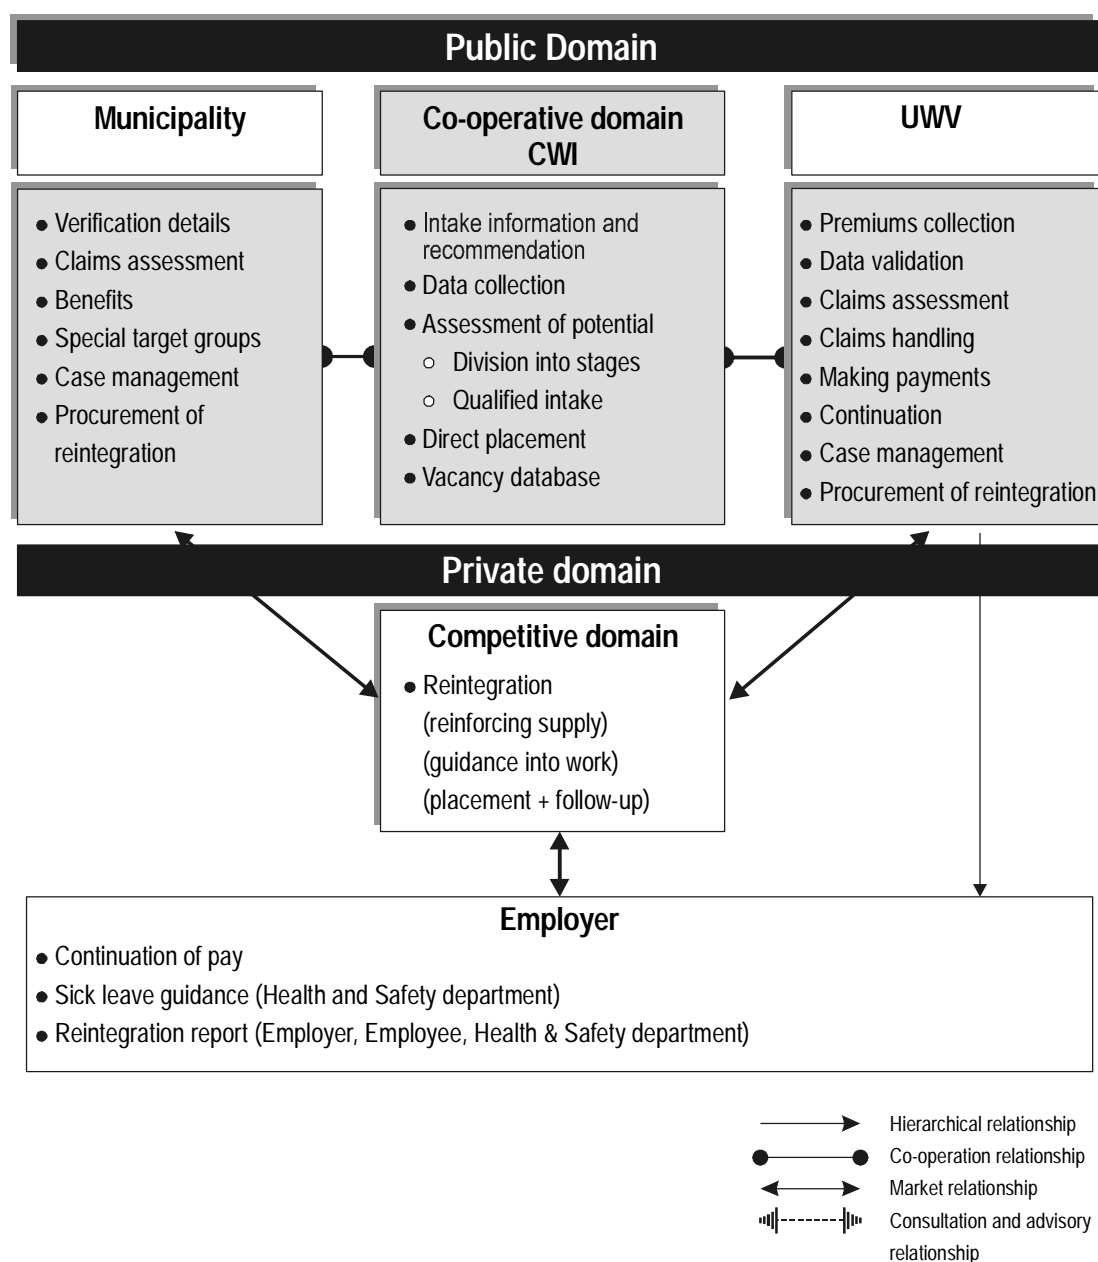 Public Domain
Municipality
Verification details
Claims assessment
Benefits
Special target groups
Case management
Procurement of
reintegration
Co-operative domain
CWI
Intake information and
recommendation
Data collection
Assessment of potential
Division into stages
Qualified intake
Direct placement
Vacancy database
UWV
Premiums collection
Data validation
Claims assessment
Claims handling
Making payments
Continuation
Case management
Procurement of reintegration
Private domain
Competitive domain
Reintegration
(reinforcing supply)
(guidance into work)
(placement + follow-up)
Employer
Continuation of pay
Sick leave guidance (Health and Safety department)
Reintegration report (Employer, Employee, Health & Safety department)
Hierarchical relationship
Co-operation relationship
Market relationship
Consultation and advisory
relationship